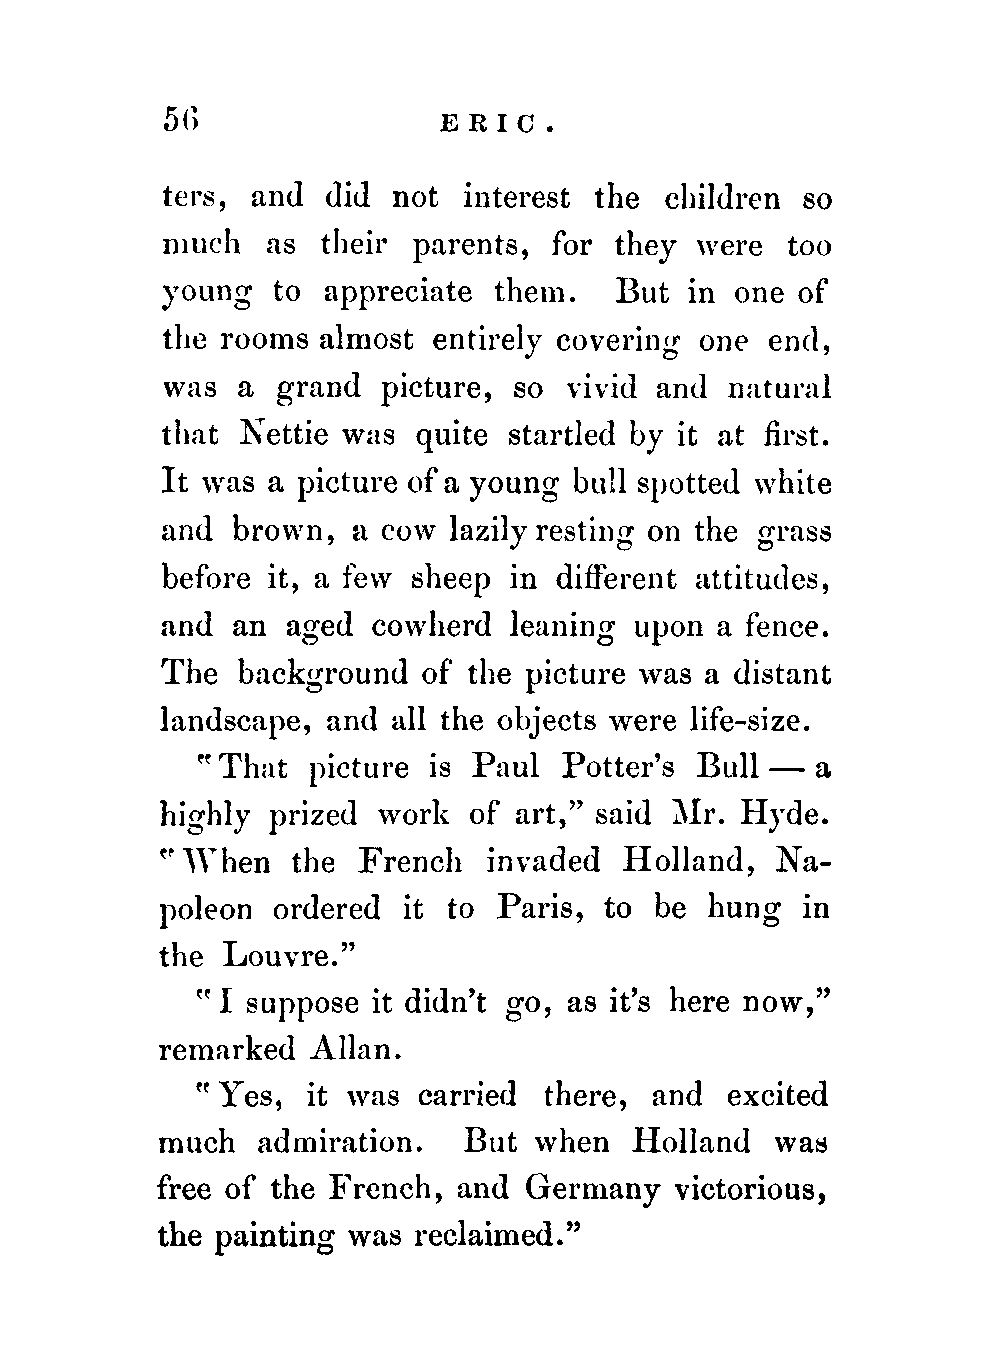 56 ERIC.
ters, and did not interest the children so
much as their parents, for they were too
young to appreciate them. But in one of
the rooms almost entirely covering one end,
was a grand picture, so vivid and natural
that Nettie was quite startled by it at first.
It was a picture of a young bull spotted white
and brown, a cow lazily resting on the grass
before it, a few sheep in different attitudes,
and an aged cowherd leaning upon a fence.
The background of the picture was a distant
landscape, and all the objects were life-size.
"That picture is Paul Potter's Bull — a
highly prized work of art," said Mr. Hyde.
"When the French invaded Holland, Na-
poleon ordered it to Paris, to be hung in
the Louvre."
"I suppose it didn't go, as it's here now,"
remarked Allan.
"Yes, it was carried there, and excited
much admiration. But when Holland was
free of the French, and Germany victorious,
the painting was reclaimed."